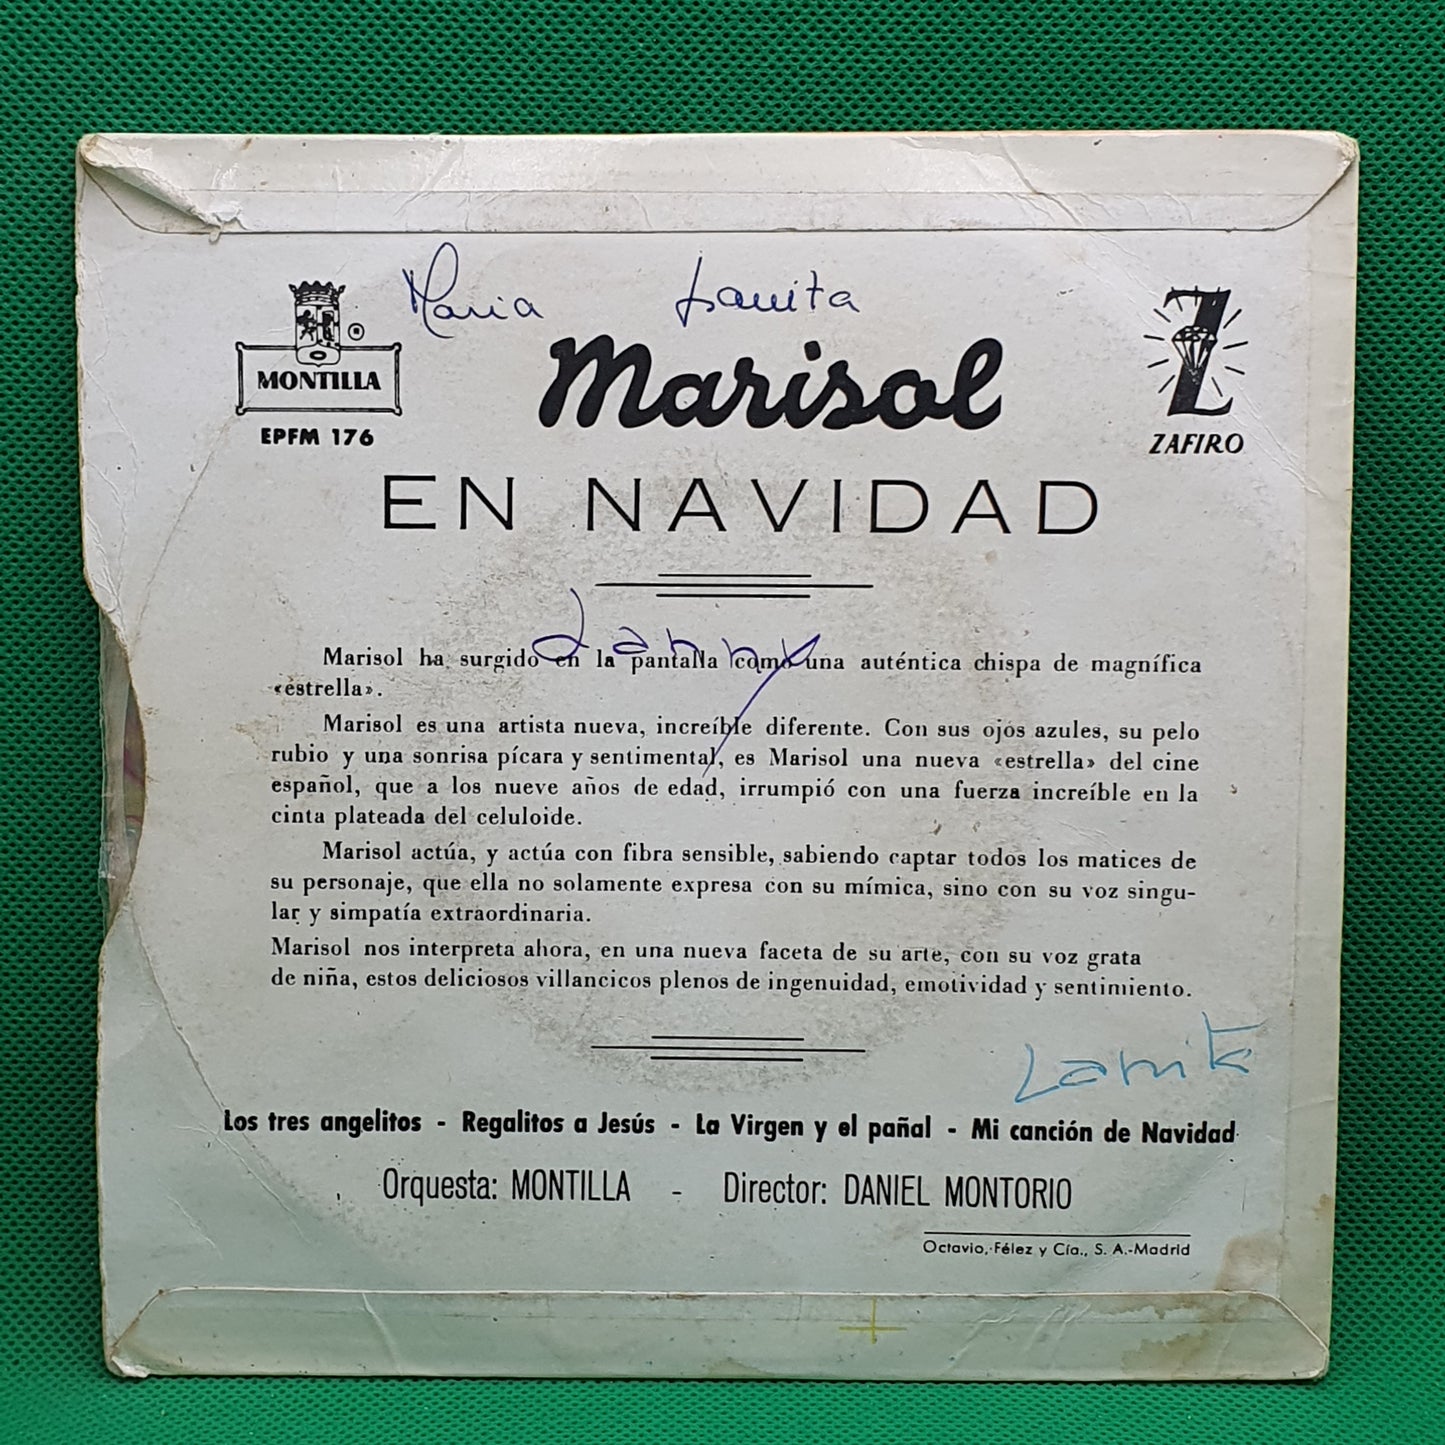 Maria
MONTILLA
EPFM 176
Marisol
ZAFIRO
EN NAVIDAD
Marisol ha surgido en la pantalla como una auténtica chispa de magnífica
«estrella».
Marisol es una artista nueva, increíble diferente. Con sus ojos azules, su pelo
rubio y una sonrisa pícara y sentimental, es Marisol una nueva «estrella» del cine
español, que a los nueve años de edad, irrumpió con una fuerza increíble en la
cinta plateada del celuloide.
Marisol actúa, y actúa con fibra sensible, sabiendo captar todos los matices de
su personaje, que ella no solamente expresa con su mímica, sino con su voz singu-
lar y simpatía extraordinaria.
Marisol nos interpreta ahora, en una nueva faceta de su arte, con su voz grata
de niña, estos deliciosos villancicos plenos de ingenuidad, emotividad y sentimiento.
Los tres angelitos - Regalitos a Jesús - La Virgen y el pañal - Mi canción de Navidad
Orquesta: MONTILLA - Director: DANIEL MONTORIO
Octavio, Félez y Cía., S. A.-Madrid